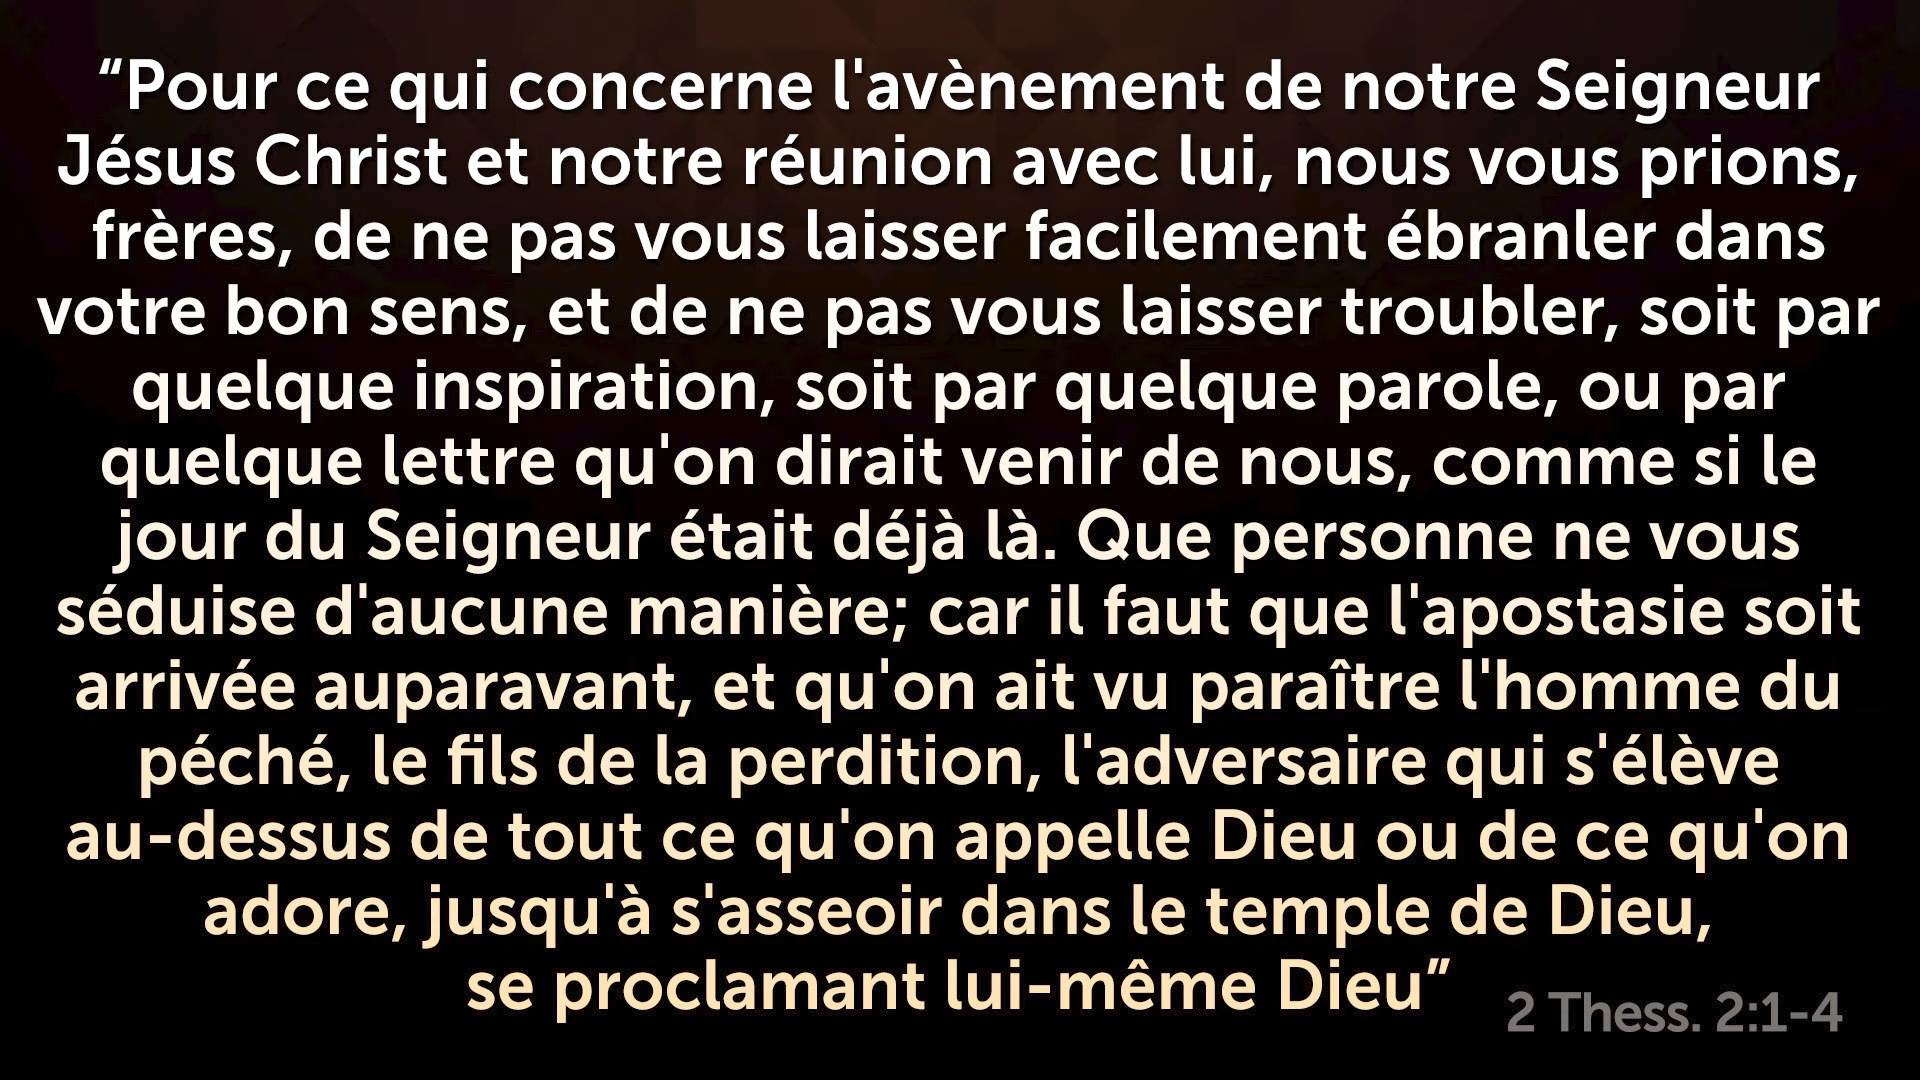 “Pour ce qui concerne l'avènement de notre Seigneur
Jésus Christ et notre réunion avec lui, nous vous prions,
frères, de ne pas vous laisser facilement ébranler dans
votre bon sens, et de ne pas vous laisser troubler, soit par
quelque inspiration, soit par quelque parole, ou par
quelque lettre qu'on dirait venir de nous, comme si le
jour du Seigneur était déjà là. Que personne ne vous
séduise d'aucune manière; car il faut que l'apostasie soit
arrivée auparavant, et qu'on ait vu paraître l'homme du
péché, le fils de la perdition, l'adversaire qui s'élève
au-dessus de tout ce qu'on appelle Dieu ou de ce qu'on
adore, jusqu'à s'asseoir dans le temple de Dieu,
se proclamant lui-même Dieu”
2 Thess. 2:1-4